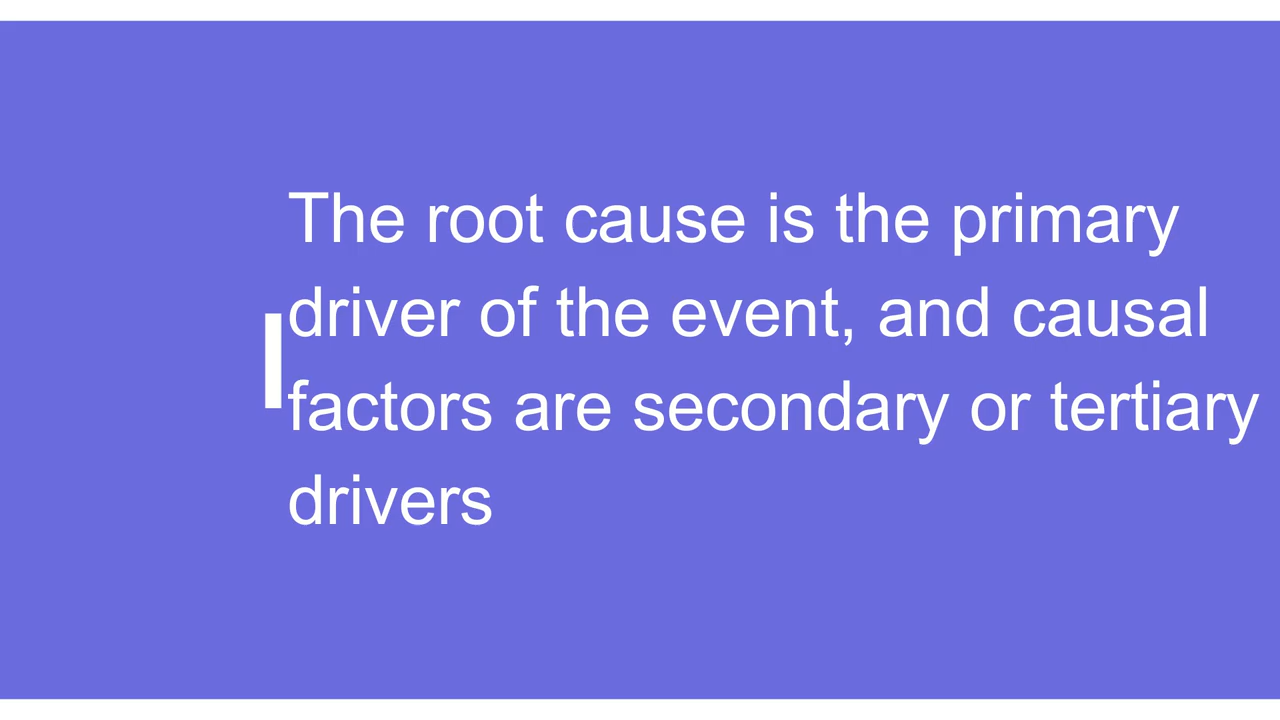 The root cause is the primary
driver of the event, and causal
factors are secondary or tertiary
drivers